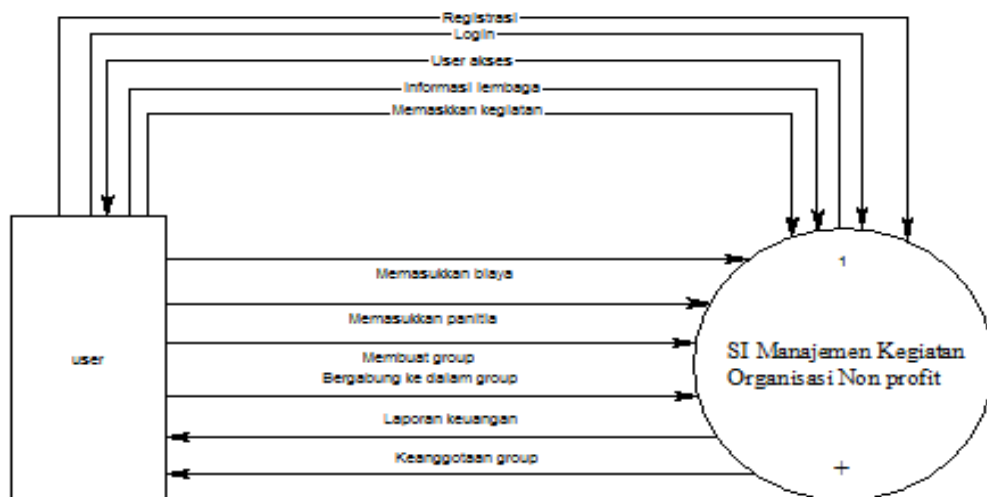 Registrasi
Login
User akses
Informasi lembaga
Memaskkan kegiatan
Memasukkan biaya
1
Memasukkan panitia
user
Membuat group
SI Manajemen Kegiatan
Organisasi Non profit
Bergabung ke dallam group
Laporan keuangan
Keanggotaan group
+